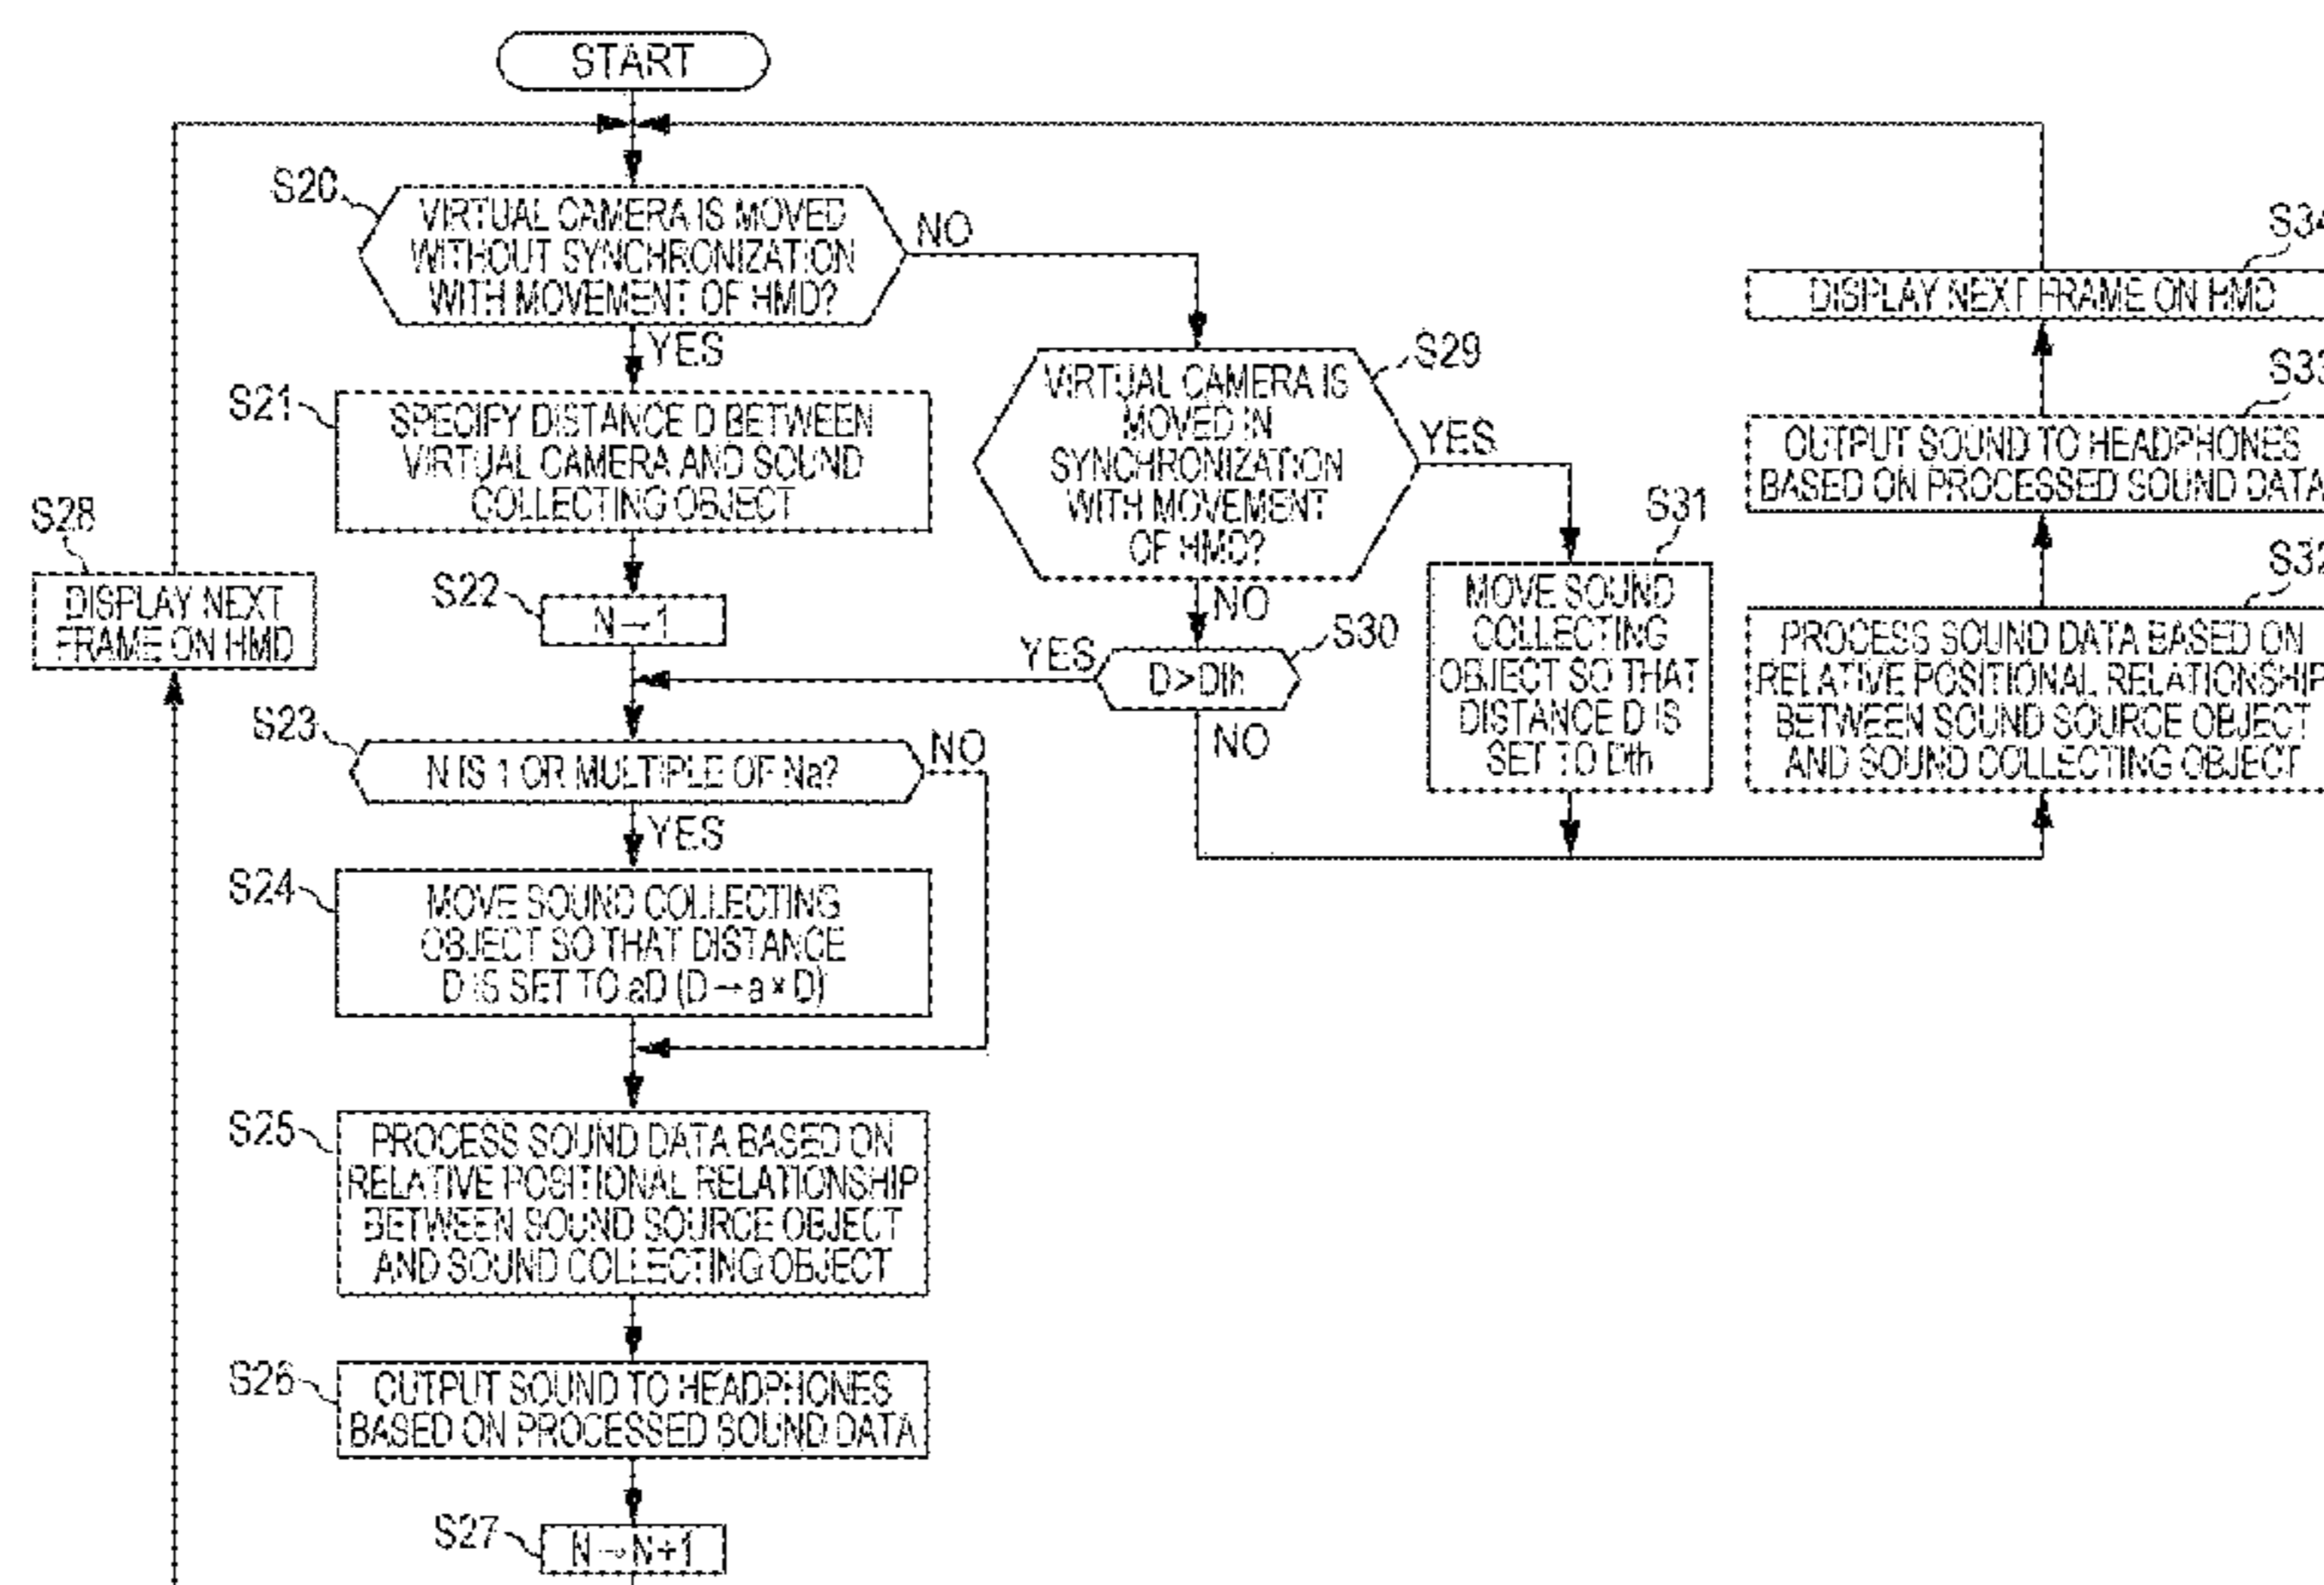 START
S20
VIRTUAL CAMERA IS MOVED
WITHOUT SYNCHRONIZATION
WITH MOVEMENT OF HMD?
NO
YES
S21
SPECIFY DISTANCE D BETWEEN
VIRTUAL CAMERA AND SOUND
COLLECTING OBJECT
S22
N→1
S23
N IS 1 OR MULTIPLE OF Na?
NO
YES
S24
MOVE SOUND COLLECTING
OBJECT SO THAT DISTANCE
D IS SET TO aD (D→a×D)
S25
PROCESS SOUND DATA BASED ON
RELATIVE POSITIONAL RELATIONSHIP
BETWEEN SOUND SOURCE OBJECT
AND SOUND COLLECTING OBJECT
S26
OUTPUT SOUND TO HEADPHONES
BASED ON PROCESSED SOUND DATA
S27
N→N+1
S28
DISPLAY NEXT
FRAME ON HMD
S29
VIRTUAL CAMERA IS
MOVED IN
SYNCHRONIZATION
WITH MOVEMENT
OF HMD?
YES
NO
S30
D>Dth
YES
NO
S31
MOVE SOUND
COLLECTING
OBJECT SO THAT
DISTANCE D IS
SET TO Dth
S32
PROCESS SOUND DATA BASED ON
RELATIVE POSITIONAL RELATIONSHIP
BETWEEN SOUND SOURCE OBJECT
AND SOUND COLLECTING OBJECT
S33
OUTPUT SOUND TO HEADPHONES
BASED ON PROCESSED SOUND DATA
S34
DISPLAY NEXT FRAME ON HMD